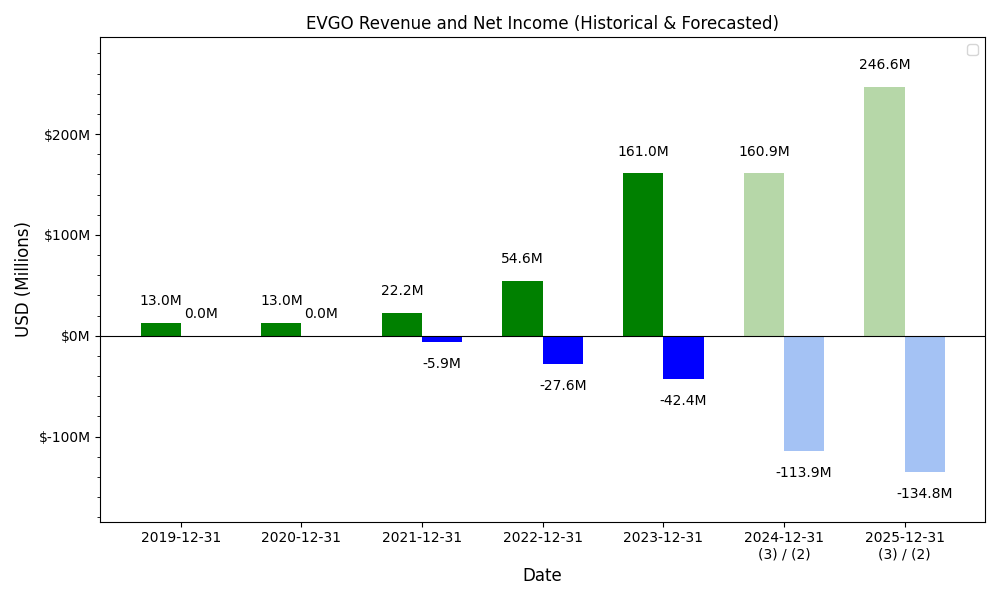 EVGO Revenue and Net Income (Historical & Forecasted)
246.6M
161.0M
160.9M
54.6M
22.2M
13.0M
0.0M
13.0M
0.0M
-5.9M
-27.6M
-42.4M
-113.9M
-134.8M
$200M
$100M
$0M
$-100M
USD (Millions)
2019-12-31
2020-12-31
2021-12-31
2022-12-31
2023-12-31
2024-12-31
(3) / (2)
2025-12-31
(3) / (2)
Date